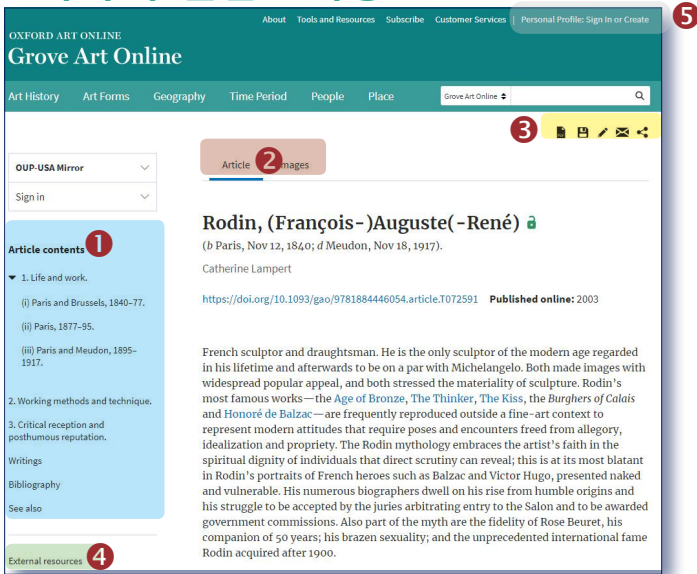 About Tools and Resources Subscribe Customer Services | Personal Profile: Sign In or Create
5
OXFORD ART ONLINE
Grove Art Online
Art History Art Forms Geography Time Period People Place Grove Art Online
3
OUP-USA Mirror
Sign in
Article 2 mages
Article contents 1
1. Life and work.
(i) Paris and Brussels, 1840–77.
(ii) Paris, 1877–95.
(iii) Paris and Meudon, 1895–
1917.
2. Working methods and technique.
3. Critical reception and
posthumous reputation.
Writings
Bibliography
See also
External resources 4
Rodin, (François-)Auguste(-René)
(b Paris, Nov 12, 1840; d Meudon, Nov 18, 1917).
Catherine Lampert
https://doi.org/10.1093/gao/9781884446054.article.T072591 Published online: 2003
French sculptor and draughtsman. He is the only sculptor of the modern age regarded
in his lifetime and afterwards to be on a par with Michelangelo. Both made images with
widespread popular appeal, and both stressed the materiality of sculpture. Rodin's
most famous works—the Age of Bronze, The Thinker, The Kiss, the Burghers of Calais
and Honoré de Balzac—are frequently reproduced outside a fine-art context to
represent modern attitudes that require poses and encounters freed from allegory,
idealization and propriety. The Rodin mythology embraces the artist's faith in the
spiritual dignity of individuals that direct scrutiny can reveal; this is at its most blatant
in Rodin's portraits of French heroes such as Balzac and Victor Hugo, presented naked
and vulnerable. His numerous biographers dwell on his rise from humble origins and
his struggle to be accepted by the juries arbitrating entry to the Salon and to be awarded
government commissions. Also part of the myth are the fidelity of Rose Beuret, his
companion of 50 years; his brazen sexuality; and the unprecedented international fame
Rodin acquired after 1900.